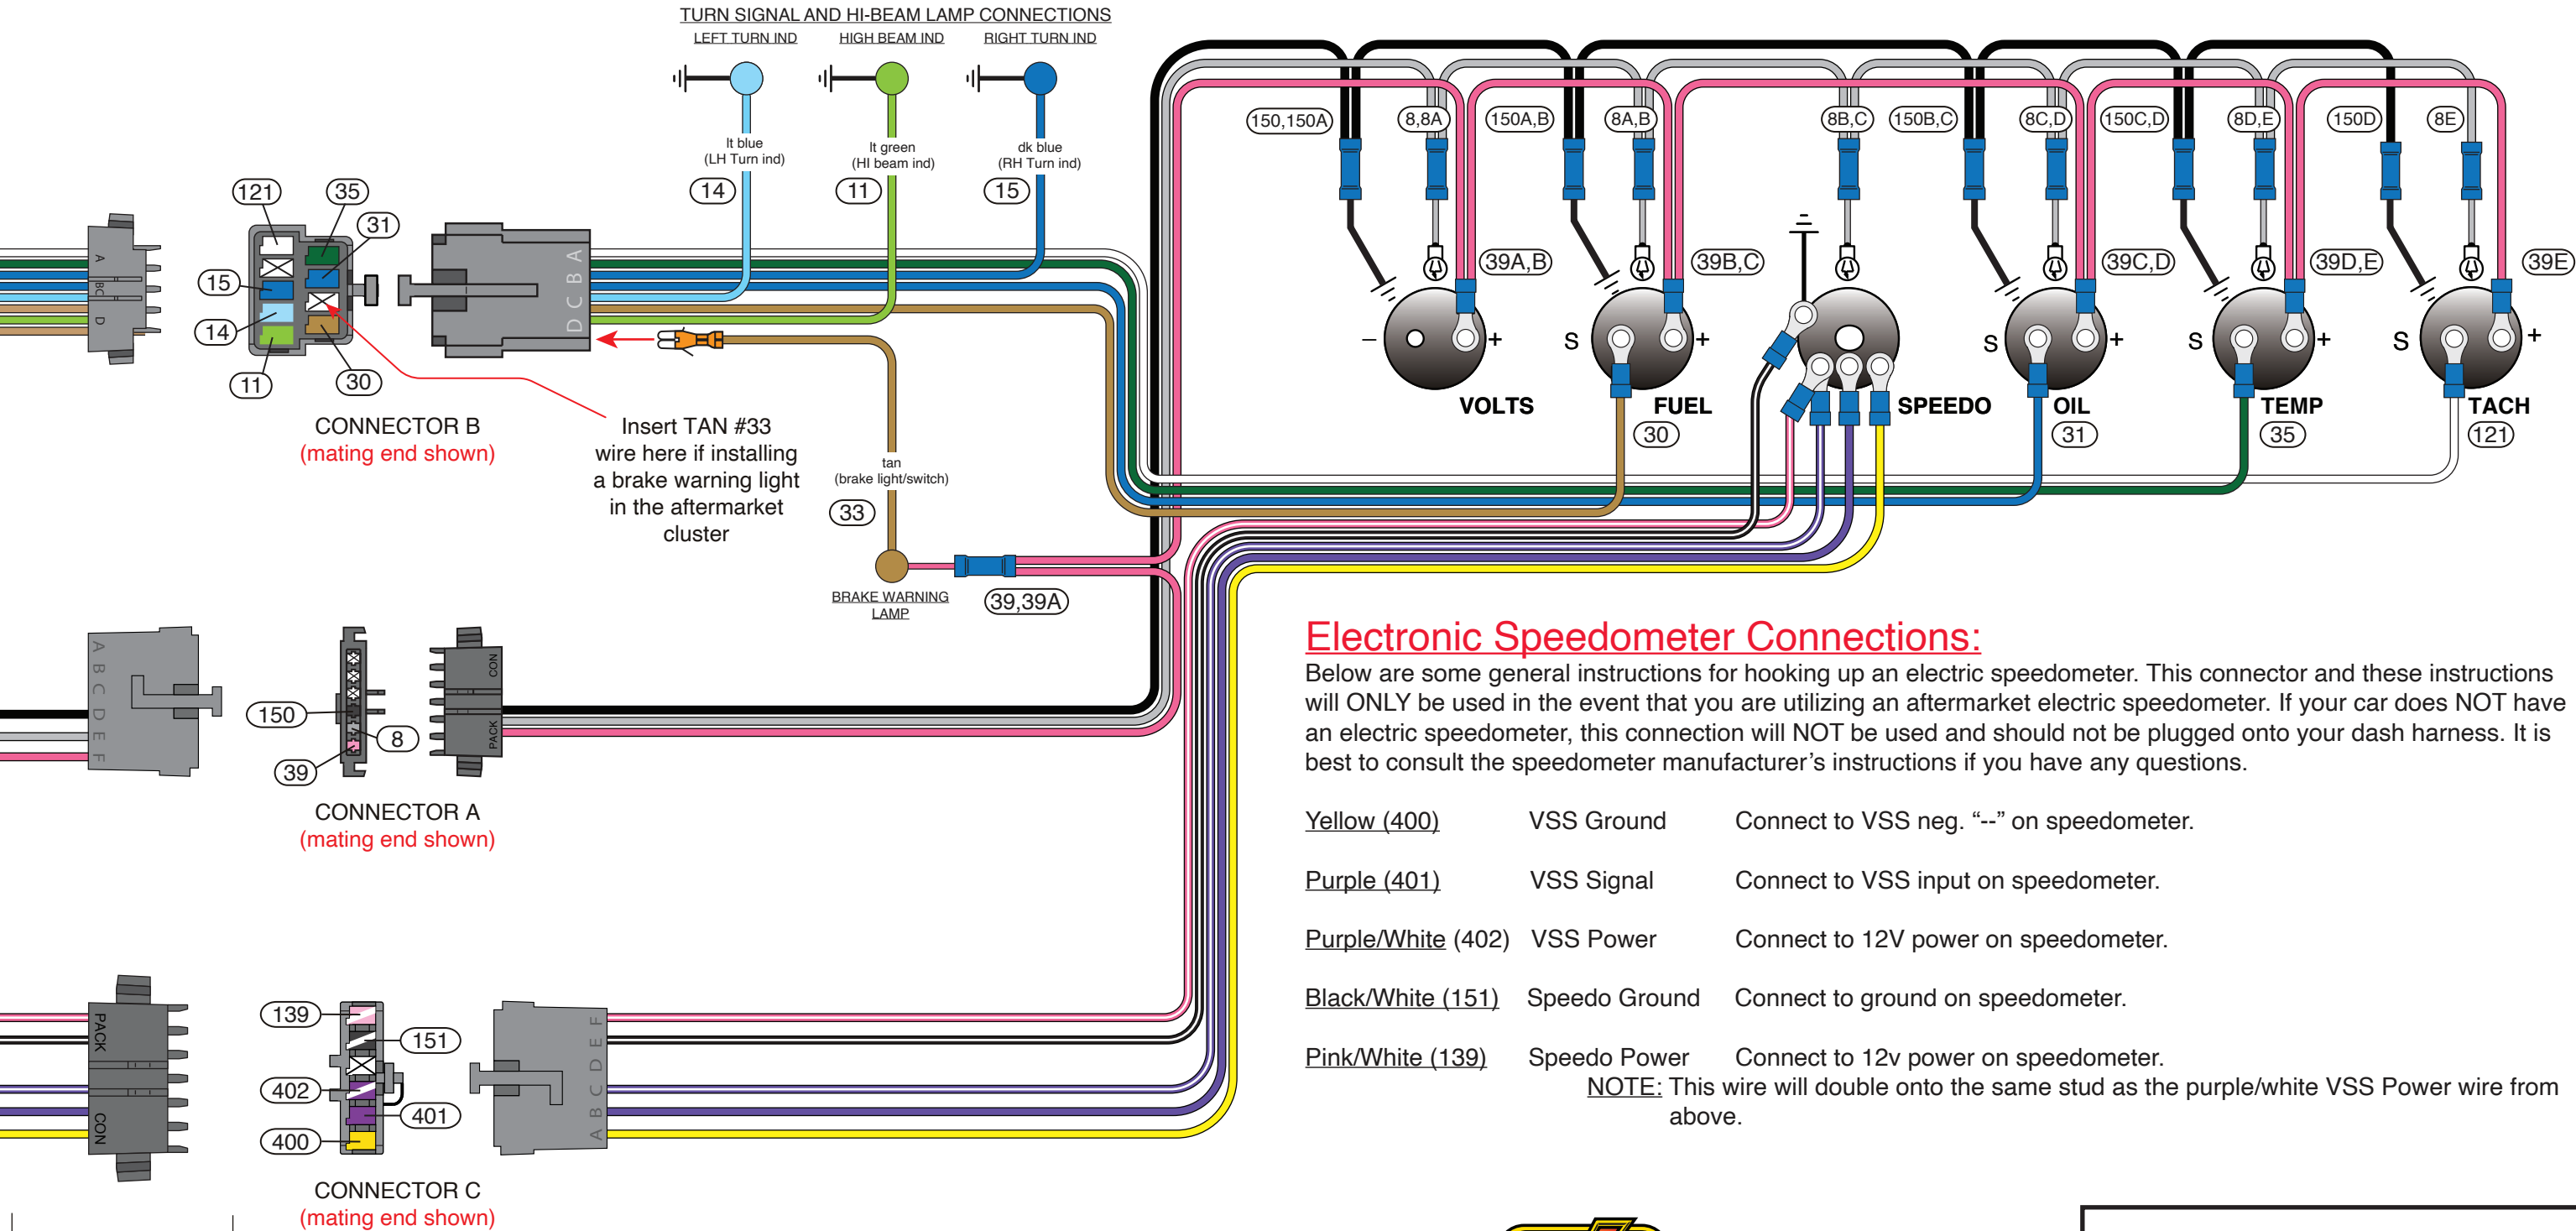 TURN SIGNAL AND HI-BEAM LAMP CONNECTIONS
LEFT TURN IND
HIGH BEAM IND
RIGHT TURN IND
lt blue
(LH Turn ind)
14
lt green
(HI beam ind)
11
dk blue
(RH Turn ind)
15
150,150A
8,8A
150A,B
8A,B
8B,C
150B,C
8C,D
150C,D
8D,E
150D
8E
39A,B
39B,C
39C,D
39D,E
39E
–
+
S
+
S
+
S
+
S
+
VOLTS
FUEL
SPEEDO
OIL
TEMP
TACH
30
31
35
121
A
BC
D
121
35
31
15
14
11
30
D C B A
CONNECTOR B
(mating end shown)
Insert TAN #33
wire here if installing
a brake warning light
in the aftermarket
cluster
tan
(brake light/switch)
33
BRAKE WARNING
LAMP
39,39A
A B C D E F
150
8
39
CON
PACK
CONNECTOR A
(mating end shown)
Electronic Speedometer Connections:
Below are some general instructions for hooking up an electric speedometer. This connector and these instructions
will ONLY be used in the event that you are utilizing an aftermarket electric speedometer. If your car does NOT have
an electric speedometer, this connection will NOT be used and should not be plugged onto your dash harness. It is
best to consult the speedometer manufacturer’s instructions if you have any questions.
Yellow (400) VSS Ground Connect to VSS neg. “--” on speedometer.
Purple (401) VSS Signal Connect to VSS input on speedometer.
Purple/White (402) VSS Power Connect to 12V power on speedometer.
Black/White (151) Speedo Ground Connect to ground on speedometer.
Pink/White (139) Speedo Power Connect to 12v power on speedometer.
NOTE: This wire will double onto the same stud as the purple/white VSS Power wire from
above.
PACK
CON
139
151
402
401
400
A B C D E F
CONNECTOR C
(mating end shown)